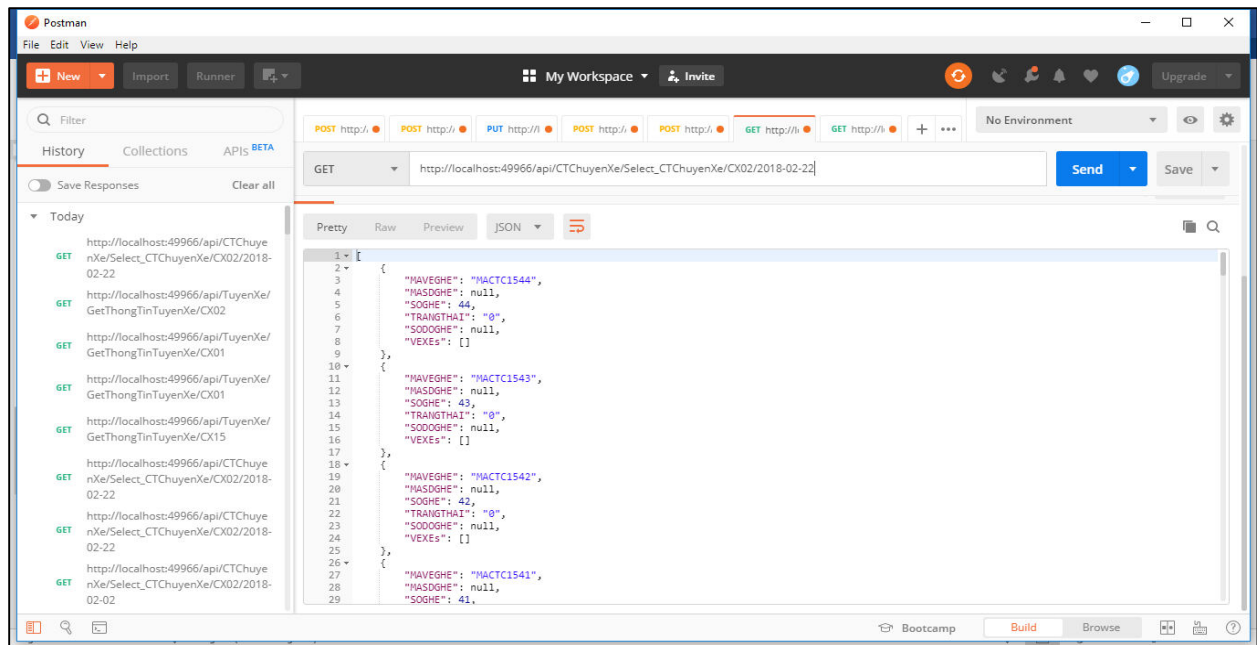 Postman
File Edit View Help
New Import Runner My Workspace Invite Upgrade
Filter
History Collections APIs BETA
Save Responses Clear all
Today
GET http://localhost:49966/api/CTChuye
nXe/Select_CTChuyenXe/CX02/2018-
02-22
GET http://localhost:49966/api/TuyenXe/
GetThongTinTuyenXe/CX02
GET http://localhost:49966/api/TuyenXe/
GetThongTinTuyenXe/CX01
GET http://localhost:49966/api/TuyenXe/
GetThongTinTuyenXe/CX01
GET http://localhost:49966/api/TuyenXe/
GetThongTinTuyenXe/CX15
GET http://localhost:49966/api/CTChuye
nXe/Select_CTChuyenXe/CX02/2018-
02-22
GET http://localhost:49966/api/CTChuye
nXe/Select_CTChuyenXe/CX02/2018-
02-22
GET http://localhost:49966/api/CTChuye
nXe/Select_CTChuyenXe/CX02/2018-
02-02
POST http:/ POST http:/ PUT http://l POST http:/ POST http:/ GET http://l GET http://l + ••• No Environment
GET http://localhost:49966/api/CTChuyenXe/Select_CTChuyenXe/CX02/2018-02-22 Send Save
Pretty Raw Preview JSON
1 [
2 {
3 "MAVEGHE": "MACTC1544",
4 "MASDGHE": null,
5 "SOGHE": 44,
6 "TRANGTHAI": "0",
7 "SODOGHE": null,
8 "VEXEs": []
9 },
10 {
11 "MAVEGHE": "MACTC1543",
12 "MASDGHE": null,
13 "SOGHE": 43,
14 "TRANGTHAI": "0",
15 "SODOGHE": null,
16 "VEXEs": []
17 },
18 {
19 "MAVEGHE": "MACTC1542",
20 "MASDGHE": null,
21 "SOGHE": 42,
22 "TRANGTHAI": "0",
23 "SODOGHE": null,
24 "VEXEs": []
25 },
26 {
27 "MAVEGHE": "MACTC1541",
28 "MASDGHE": null,
29 "SOGHE": 41,
Bootcamp Build Browse